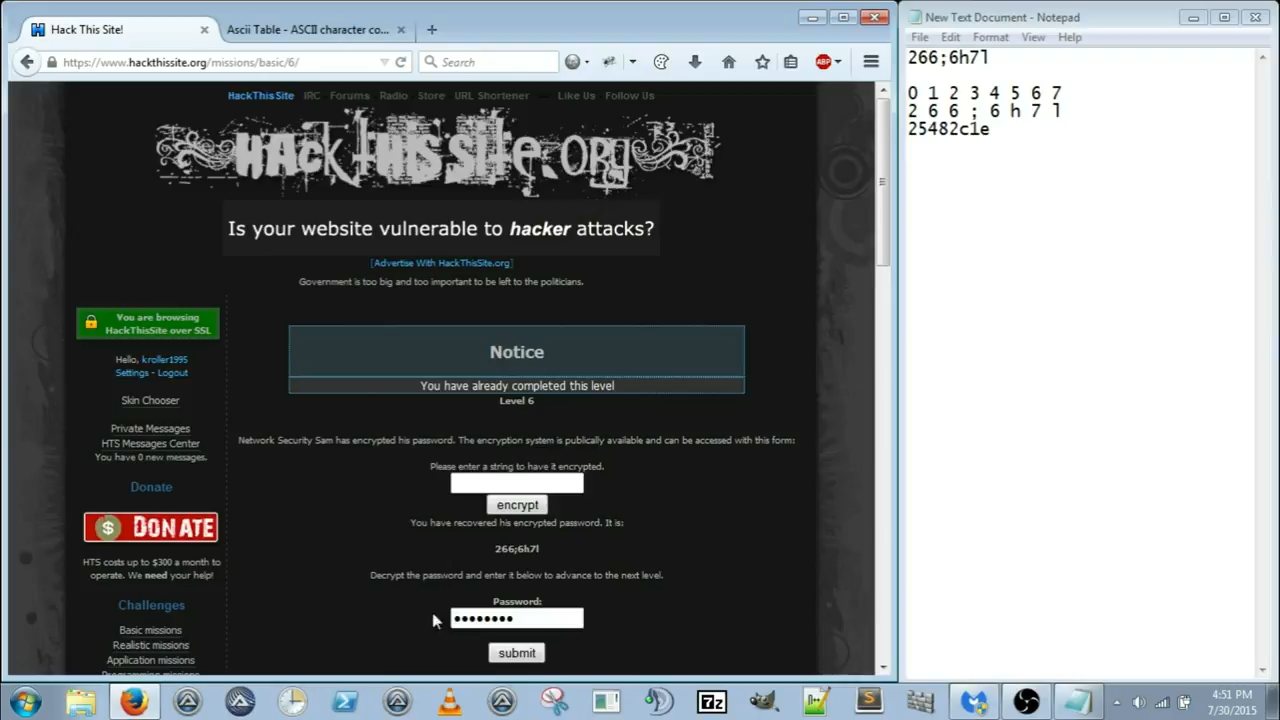 Hack This Site!
Ascii Table - ASCII character co...
New Text Document - Notepad
https://www.hackthissite.org/missions/basic/6/
Search
ABP
File Edit Format View Help
266;6h7l
0 1 2 3 4 5 6 7
2 6 6 ; 6 h 7 l
25482c1e
HackThisSite IRC Forums Radio Store URL Shortener Like Us Follow Us
HAck tHIS SItE.ORg
Is your website vulnerable to hacker attacks?
[Advertise With HackThisSite.org]
Government is too big and too important to be left to the politicians.
You are browsing
HackThisSite over SSL
Hello, kroller1995
Settings - Logout
Skin Chooser
Private Messages
HTS Messages Center
You have 0 new messages.
Donate
$ DONATE
HTS costs up to $300 a month to
operate. We need your help!
Challenges
Basic missions
Realistic missions
Application missions
Programming missions
Notice
You have already completed this level
Level 6
Network Security Sam has encrypted his password. The encryption system is publically available and can be accessed with this form:
Please enter a string to have it encrypted.
encrypt
You have recovered his encrypted password. It is:
266;6h7l
Decrypt the password and enter it below to advance to the next level.
Password:
••••••••
submit
7z
S
4:51 PM
7/30/2015